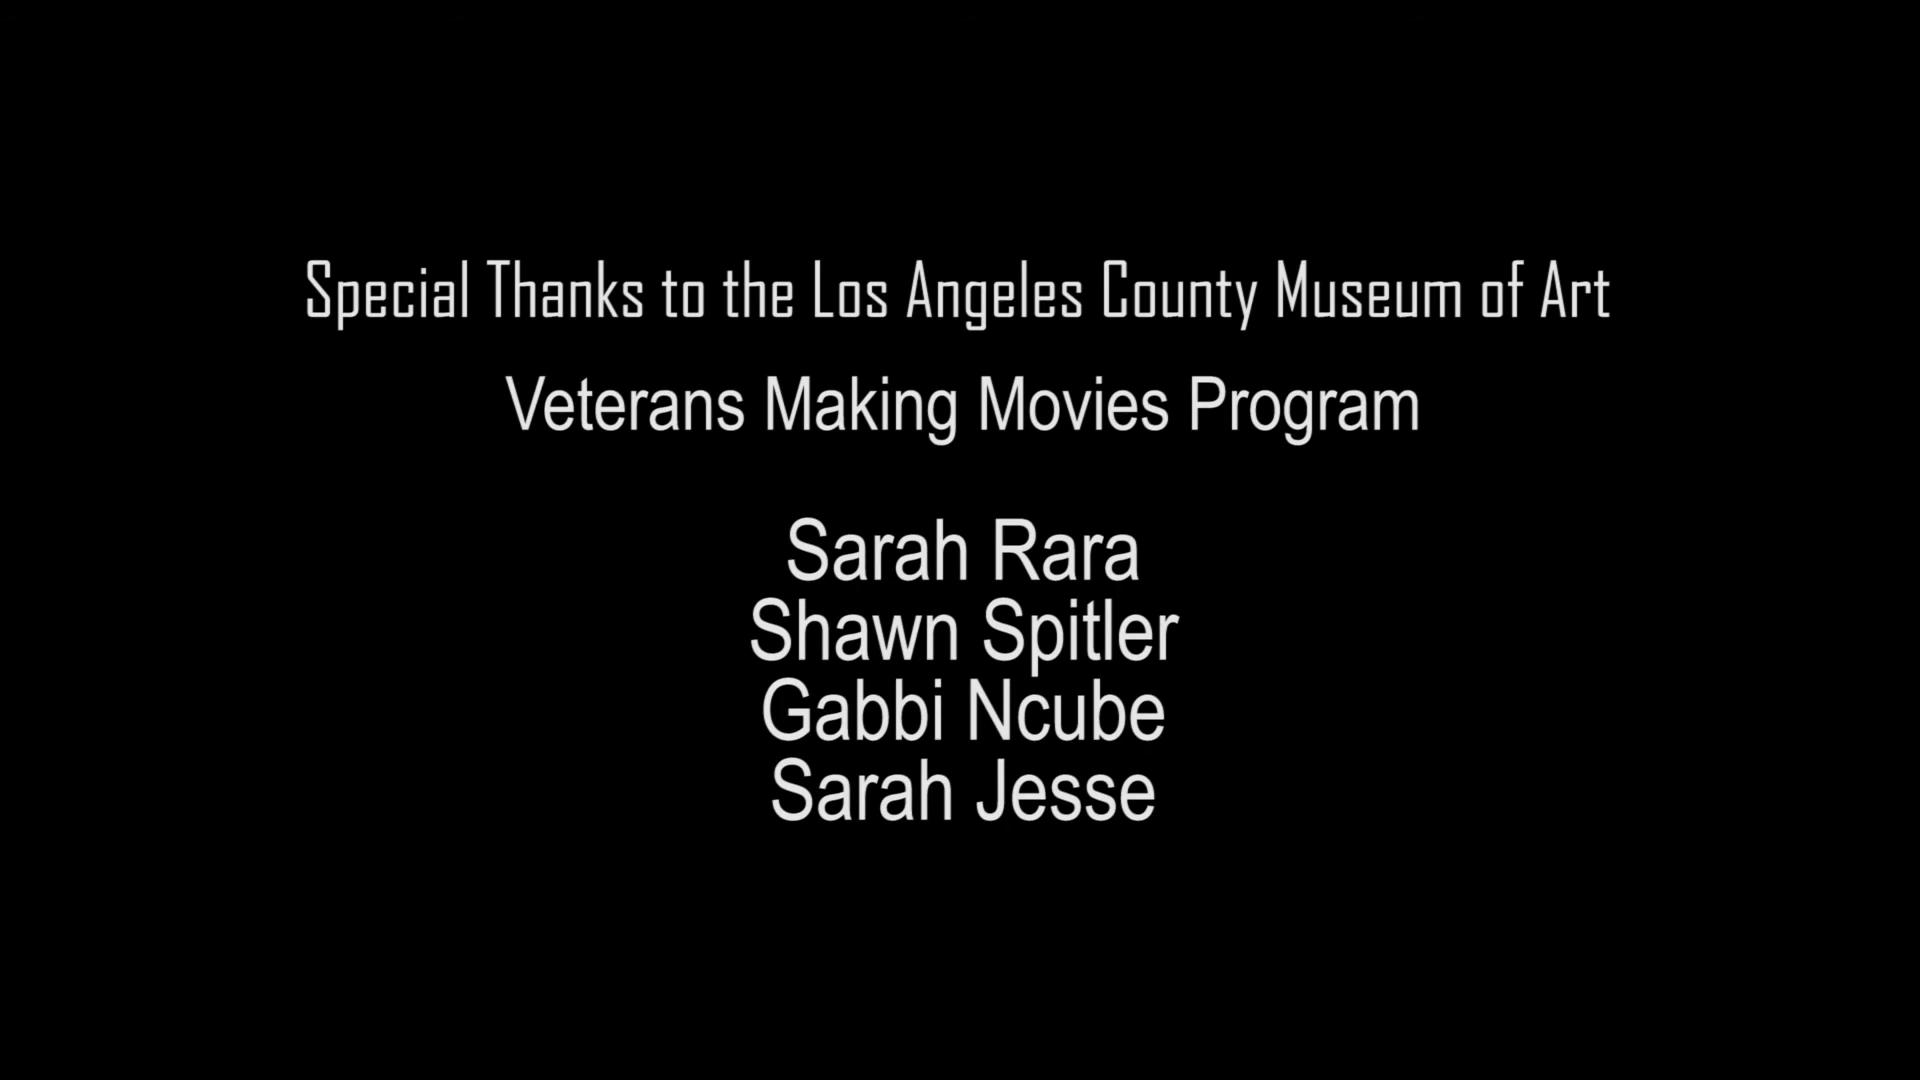 Special Thanks to the Los Angeles County Museum of Art
Veterans Making Movies Program
Sarah Rara
Shawn Spitler
Gabbi Ncube
Sarah Jesse